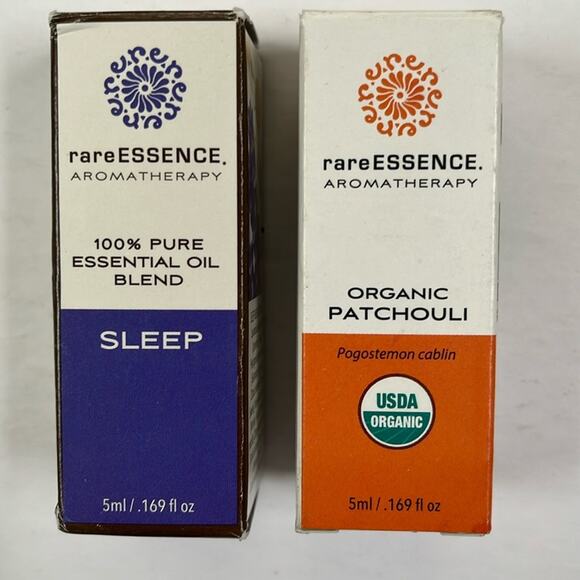 rareESSENCE.
AROMATHERAPY
100% PURE
ESSENTIAL OIL
BLEND
SLEEP
5ml/.169 fl oz
rareESSENCE.
AROMATHERAPY
ORGANIC
PATCHOULI
Pogostemon cablin
USDA
ORGANIC
5ml/.169 fl oz